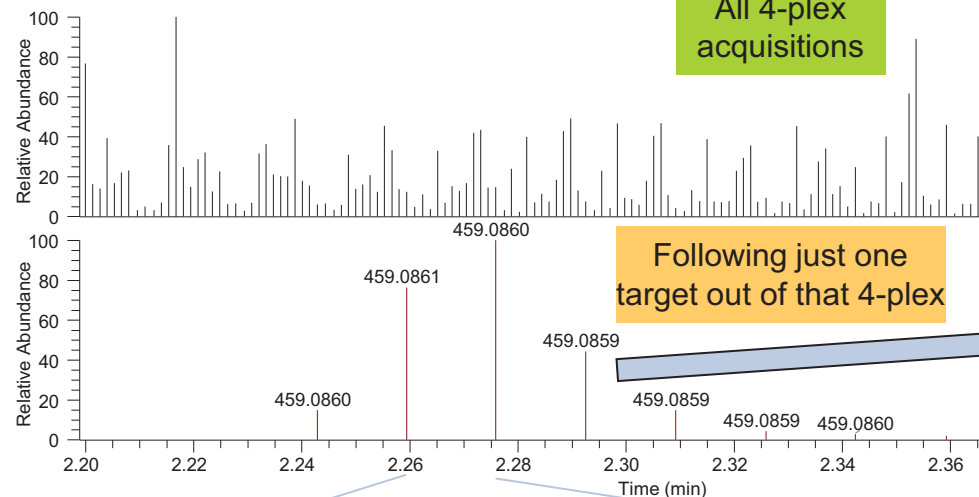 All 4-plex
acquisitions
100
80
60
40
20
0
Relative Abundance
Following just one
target out of that 4-plex
100
80
60
40
20
0
Relative Abundance
459.0860
459.0861
459.0859
459.0860
459.0859
459.0859
459.0860
2.20 2.22 2.24 2.26 2.28 2.30 2.32 2.34 2.36
Time (min)